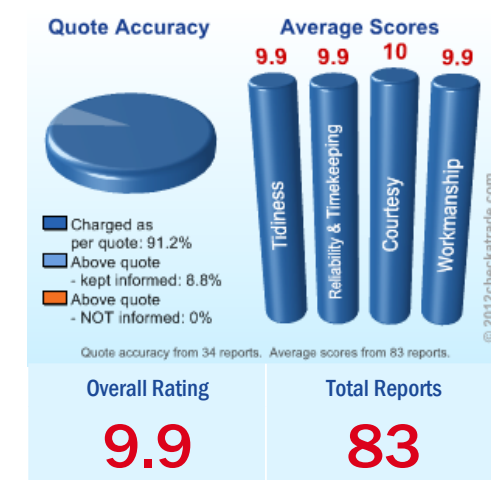 Quote Accuracy
Average Scores
9.9
9.9
10
9.9
Tidiness
Reliability & Timekeeping
Courtesy
Workmanship
Charged as
per quote: 91.2%
Above quote
- kept informed: 8.8%
Above quote
- NOT informed: 0%
© 2012checkatrade.com
Quote accuracy from 34 reports. Average scores from 83 reports.
Overall Rating
Total Reports
9.9
83